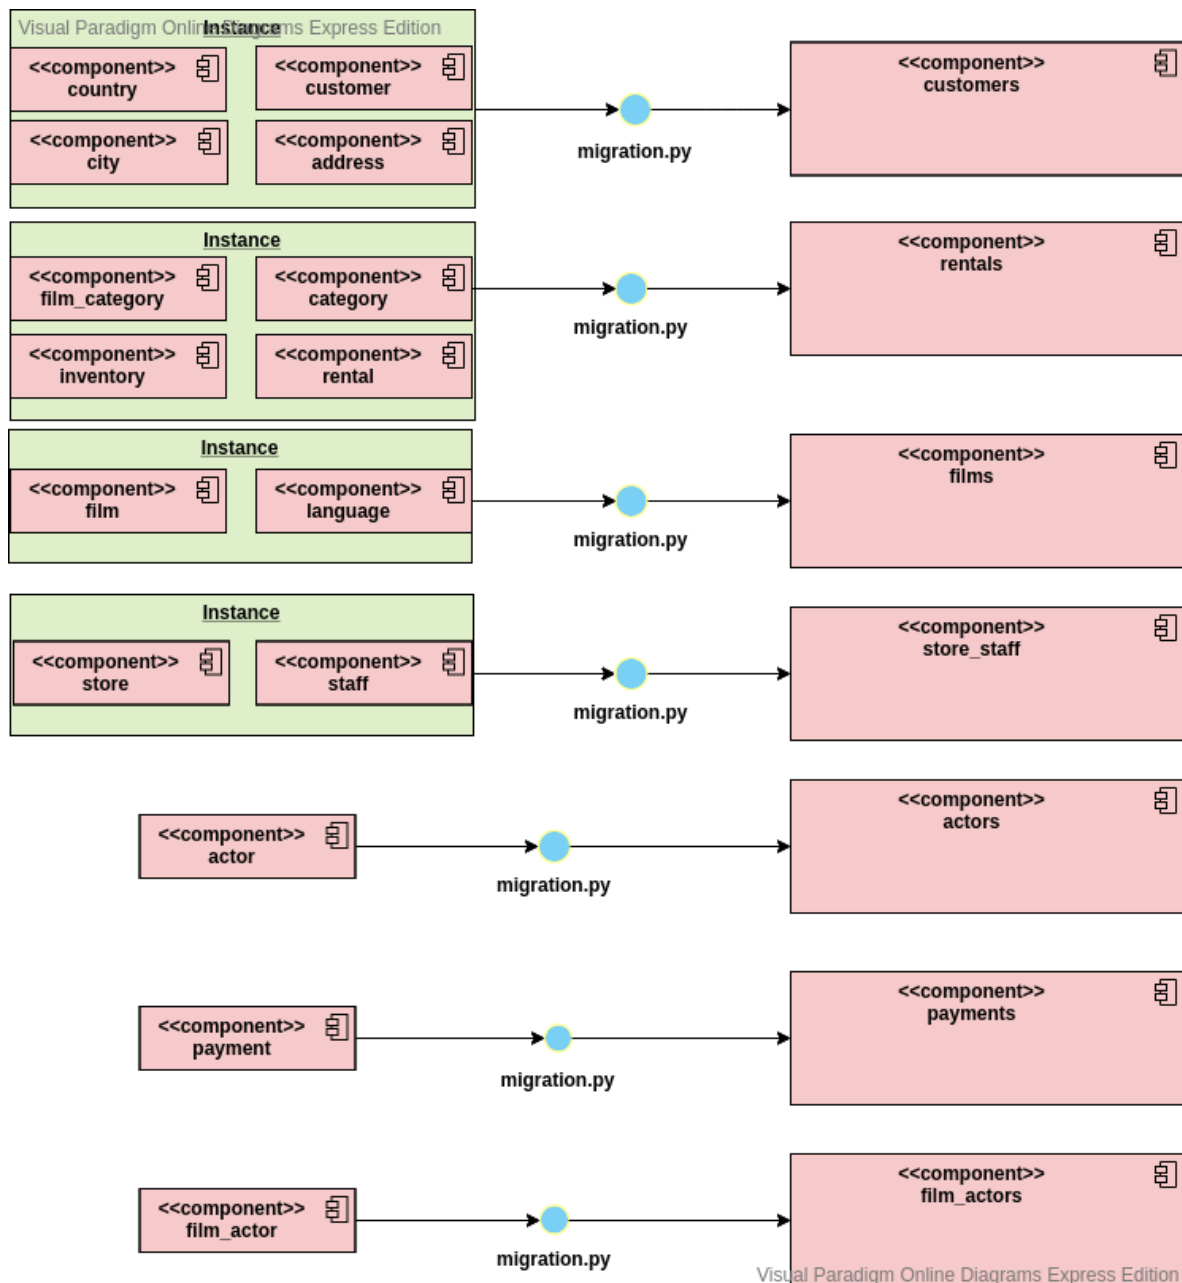 Visual Paradigm Online Diagrams Express Edition
Instance
<<component>>
country
<<component>>
customer
<<component>>
city
<<component>>
address
migration.py
<<component>>
customers
Instance
<<component>>
film_category
<<component>>
category
<<component>>
inventory
<<component>>
rental
migration.py
<<component>>
rentals
Instance
<<component>>
film
<<component>>
language
migration.py
<<component>>
films
Instance
<<component>>
store
<<component>>
staff
migration.py
<<component>>
store_staff
<<component>>
actor
migration.py
<<component>>
actors
<<component>>
payment
migration.py
<<component>>
payments
<<component>>
film_actor
migration.py
<<component>>
film_actors
Visual Paradigm Online Diagrams Express Edition